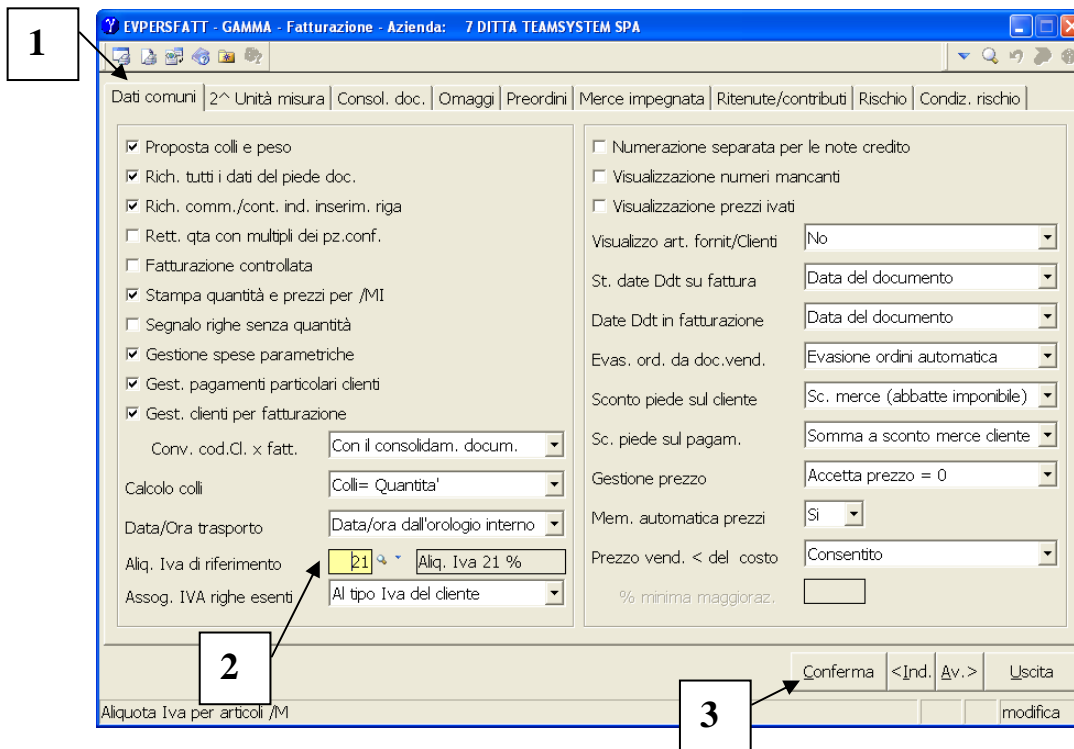 1
EVPERSFATT - GAMMA - Fatturazione - Azienda: 7 DITTA TEAMSYSTEM SPA
Dati comuni 2^ Unità misura Consol. doc. Omaggi Preordini Merce impegnata Ritenute/contributi Rischio Condiz. rischio
Proposta colli e peso
Rich. tutti i dati del piede doc.
Rich. comm./cont. ind. inserim. riga
Rett. qta con multipli dei pz.conf.
Fatturazione controllata
Stampa quantità e prezzi per /MI
Segnalo righe senza quantità
Gestione spese parametriche
Gest. pagamenti particolari clienti
Gest. clienti per fatturazione
Conv. cod.Cl. x fatt. Con il consolidam. docum.
Calcolo colli Colli= Quantita'
Data/Ora trasporto Data/ora dall'orologio interno
Aliq. Iva di riferimento 21 Aliq. Iva 21 %
Assog. IVA righe esenti Al tipo Iva del cliente
Numerazione separata per le note credito
Visualizzazione numeri mancanti
Visualizzazione prezzi ivati
Visualizzo art. fornit/Clienti No
St. date Ddt su fattura Data del documento
Date Ddt in fatturazione Data del documento
Evas. ord. da doc.vend. Evasione ordini automatica
Sconto piede sul cliente Sc. merce (abbatte imponibile)
Sc. piede sul pagam. Somma a sconto merce cliente
Gestione prezzo Accetta prezzo = 0
Mem. automatica prezzi Si
Prezzo vend. < del costo Consentito
% minima maggioraz.
2
Conferma <Ind. Av.> Uscita
3
Aliquota Iva per articoli /M modifica